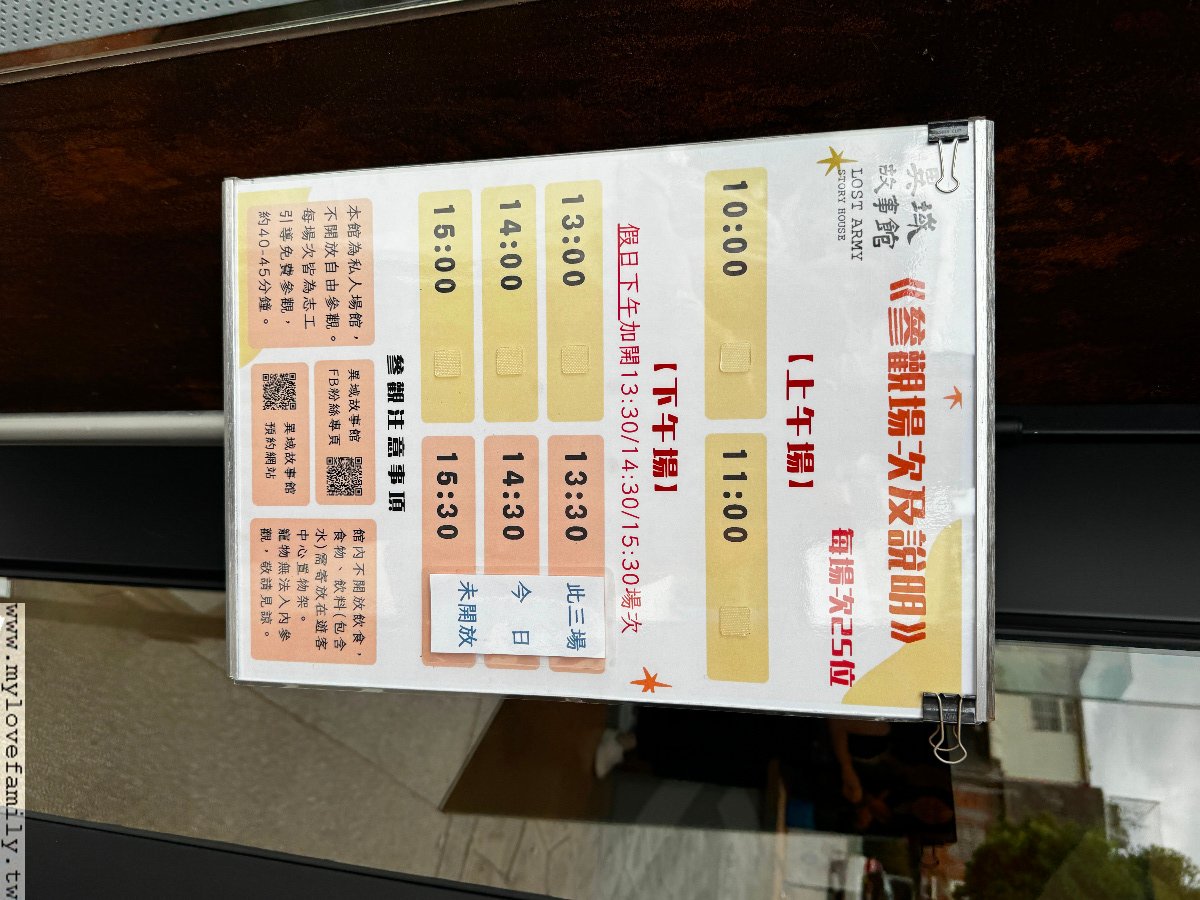 異域
故事館
LOST ARMY
STORY HOUSE
《參觀場次及說明》
每場次25位
【上午場】
10:00
11:00
【下午場】
假日下午加開13:30/14:30/15:30場次
13:00
13:30
14:00
14:30
15:00
15:30
此三場
今日
未開放
參觀注意事項
本館為私人場館，
不開放自由參觀。
每場次皆為志工
引導免費參觀，
約40-45分鐘。
異域故事館
FB粉絲專頁
異域故事館
預約網站
館內不開放飲食，
食物、飲料(包含
水)需寄放在遊客
中心置物架。
寵物無法入內參
觀，敬請見諒。
www.mylovefamily.tw